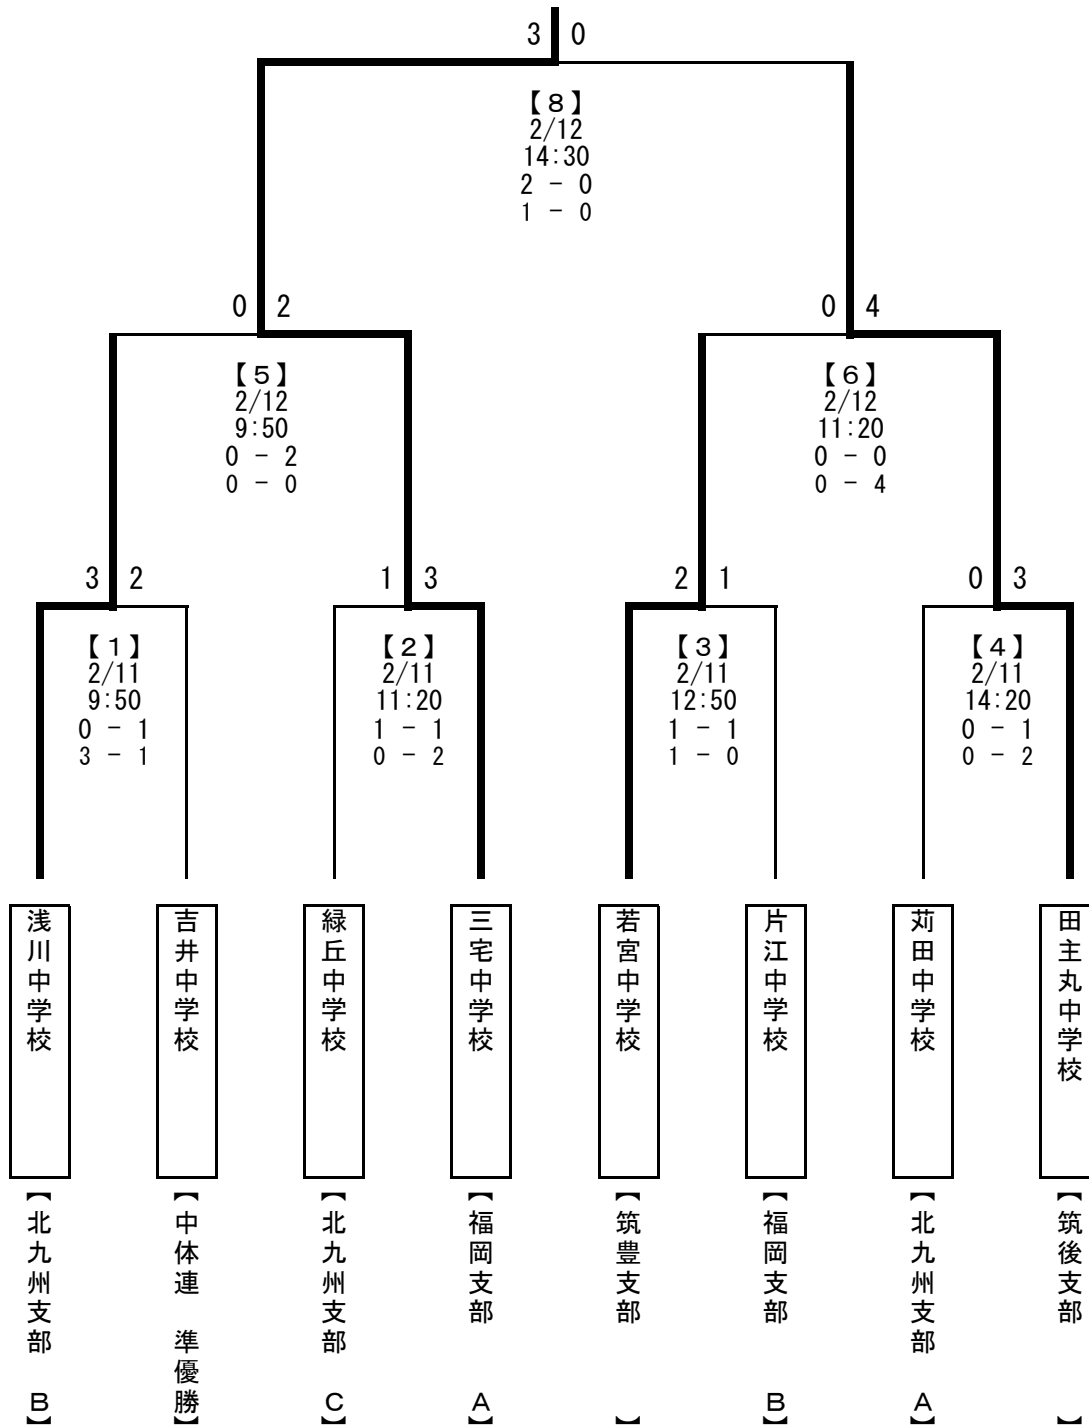 3 0
【8】
2/12
14:30
2 - 0
1 - 0
0 2
【5】
2/12
9:50
0 - 2
0 - 0
0 4
【6】
2/12
11:20
0 - 0
0 - 4
3 2
【1】
2/11
9:50
0 - 1
3 - 1
1 3
【2】
2/11
11:20
1 - 1
0 - 2
2 1
【3】
2/11
12:50
1 - 1
1 - 0
0 3
【4】
2/11
14:20
0 - 1
0 - 2
浅川中学校
吉井中学校
緑丘中学校
三宅中学校
若宮中学校
片江中学校
苅田中学校
田主丸中学校
【北九州支部 B】
【中体連 準優勝】
【北九州支部 C】
【福岡支部 A】
【筑豊支部 】
【福岡支部 B】
【北九州支部 A】
【筑後支部 】